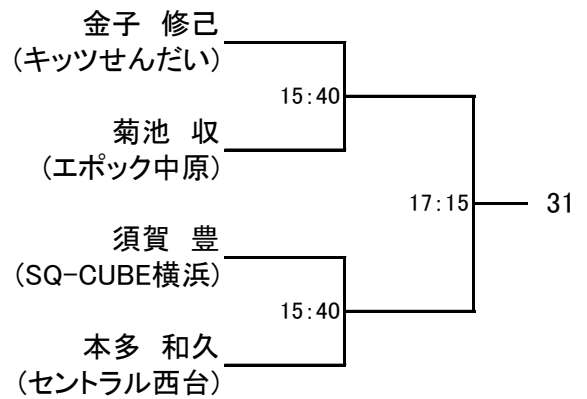 金子 修己
(キッツせんだい)
15:40
菊池 収
(エポック中原)
17:15
31
須賀 豊
(SQ-CUBE横浜)
15:40
本多 和久
(セントラル西台)